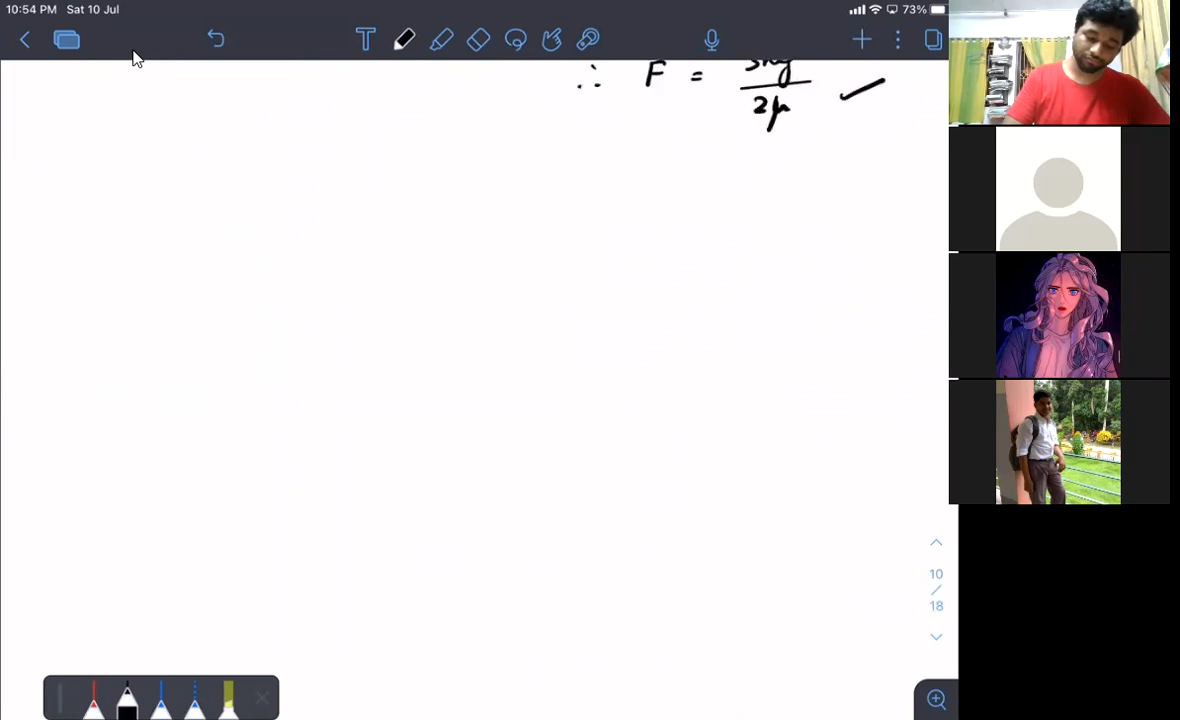 10:54 PM Sat 10 Jul
73%
T
∴ F = 3mg / 2μ
10
/
18